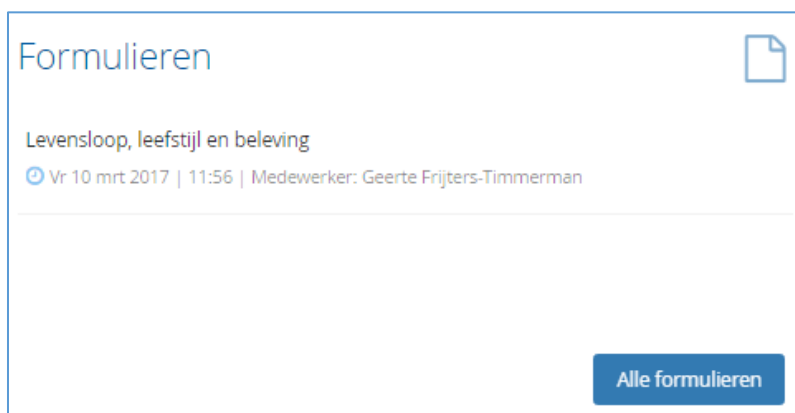 Formulieren
Levensloop, leefstijl en beleving
Vr 10 mrt 2017 | 11:56 | Medewerker: Geerte Frijters-Timmerman
Alle formulieren